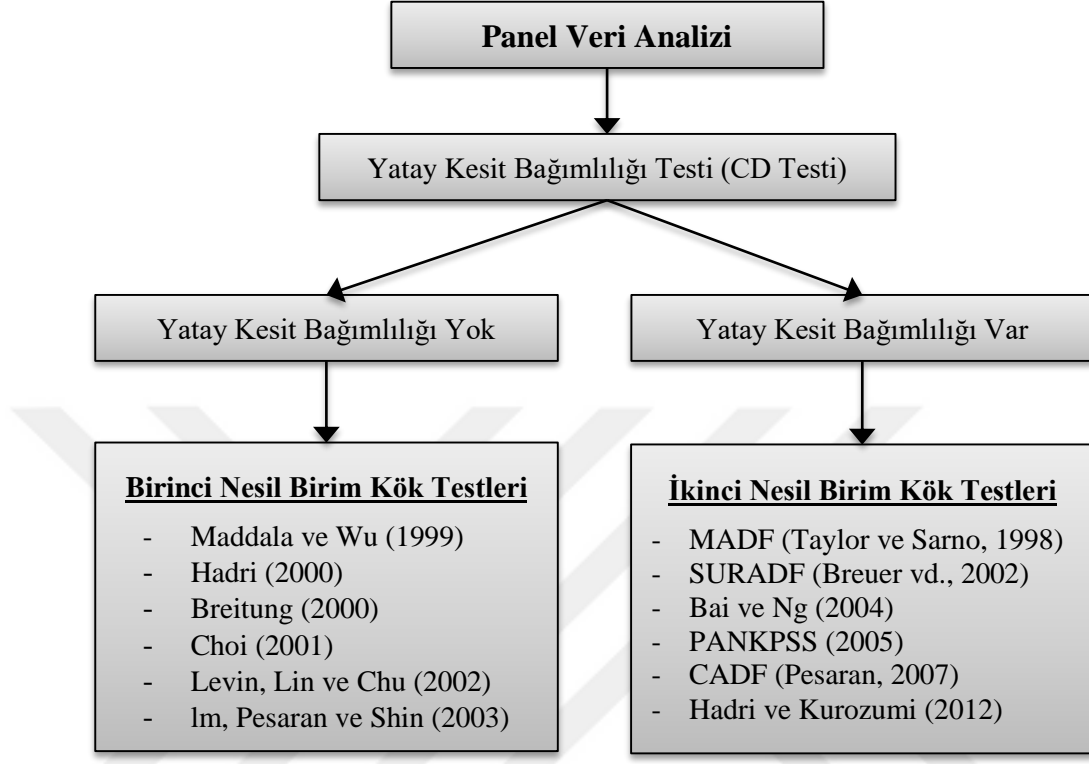 Panel Veri Analizi
Yatay Kesit Bağımlılığı Testi (CD Testi)
Yatay Kesit Bağımlılığı Yok
Yatay Kesit Bağımlılığı Var
Birinci Nesil Birim Kök Testleri
- Maddala ve Wu (1999)
- Hadri (2000)
- Breitung (2000)
- Choi (2001)
- Levin, Lin ve Chu (2002)
- lm, Pesaran ve Shin (2003)
İkinci Nesil Birim Kök Testleri
- MADF (Taylor ve Sarno, 1998)
- SURADF (Breuer vd., 2002)
- Bai ve Ng (2004)
- PANKPSS (2005)
- CADF (Pesaran, 2007)
- Hadri ve Kurozumi (2012)